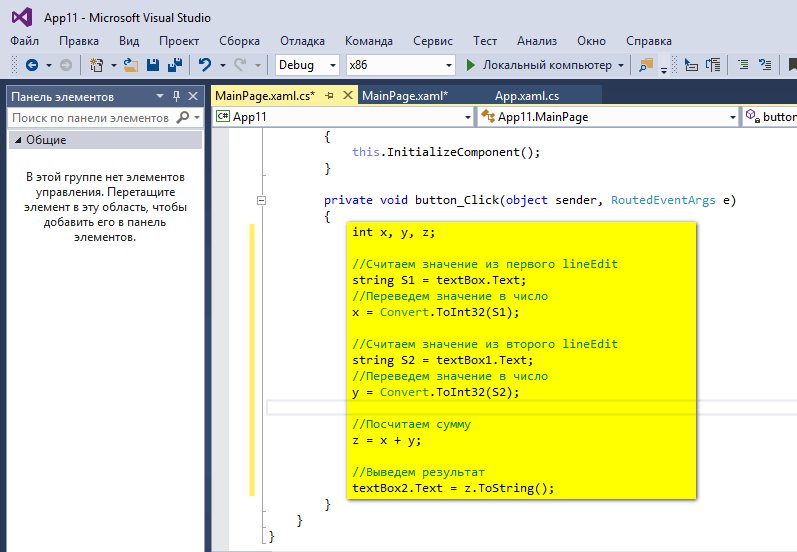 App11 - Microsoft Visual Studio
Файл Правка Вид Проект Сборка Отладка Команда Сервис Тест Анализ Окно Справка
Debug x86 Локальный компьютер
Панель элементов
Поиск по панели элементов
Общие
В этой группе нет элементов
управления. Перетащите
элемент в эту область, чтобы
добавить его в панель
элементов.
MainPage.xaml.cs* MainPage.xaml* App.xaml.cs
C# App11 App11.MainPage button
{
this.InitializeComponent();
}
private void button_Click(object sender, RoutedEventArgs e)
{
int x, y, z;
//Считаем значение из первого lineEdit
string S1 = textBox.Text;
//Переведем значение в число
x = Convert.ToInt32(S1);
//Считаем значение из второго lineEdit
string S2 = textBox1.Text;
//Переведем значение в число
y = Convert.ToInt32(S2);
//Посчитаем сумму
z = x + y;
//Выведем результат
textBox2.Text = z.ToString();
}
}
}